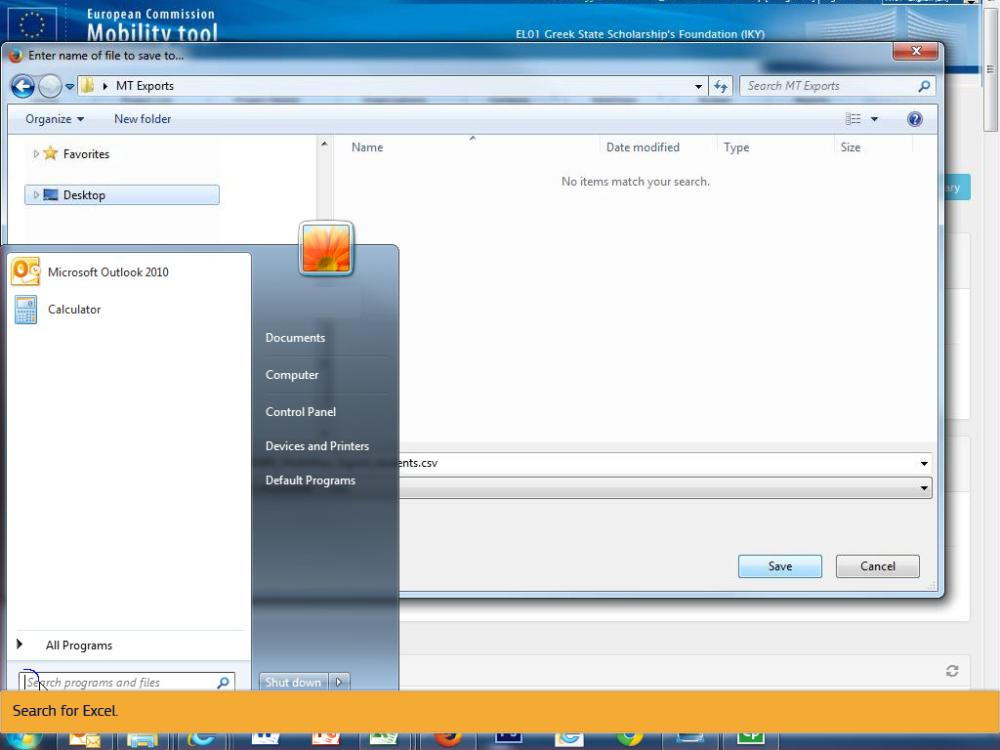 European Commission
Mobility tool
EL01 Greek State Scholarship's Foundation (IKY)
Enter name of file to save to...
MT Exports
Search MT Exports
Organize
New folder
Name
Date modified
Type
Size
Favorites
No items match your search.
Desktop
ary
Microsoft Outlook 2010
Calculator
Documents
Computer
Control Panel
Devices and Printers
ents.csv
Default Programs
Save
Cancel
All Programs
Search programs and files
Shut down
Search for Excel.